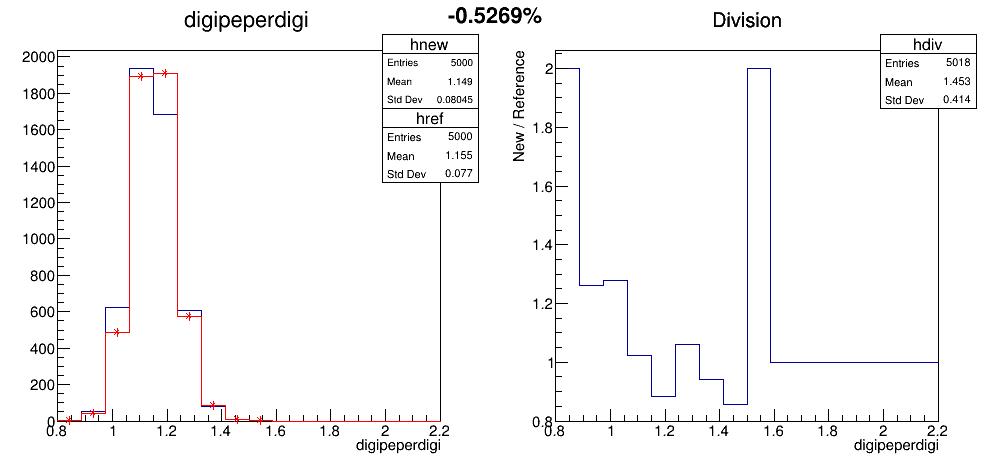 -0.5269%
digipeperdigi
hnew
Entries 5000
Mean 1.149
Std Dev 0.08045
href
Entries 5000
Mean 1.155
Std Dev 0.077
2000
1800
1600
1400
1200
1000
800
600
400
200
0
0.8 1 1.2 1.4 1.6 1.8 2 2.2
digipeperdigi
Division
hdiv
Entries 5018
Mean 1.453
Std Dev 0.414
New / Reference
2
1.8
1.6
1.4
1.2
1
0.8
0.8 1 1.2 1.4 1.6 1.8 2 2.2
digipeperdigi